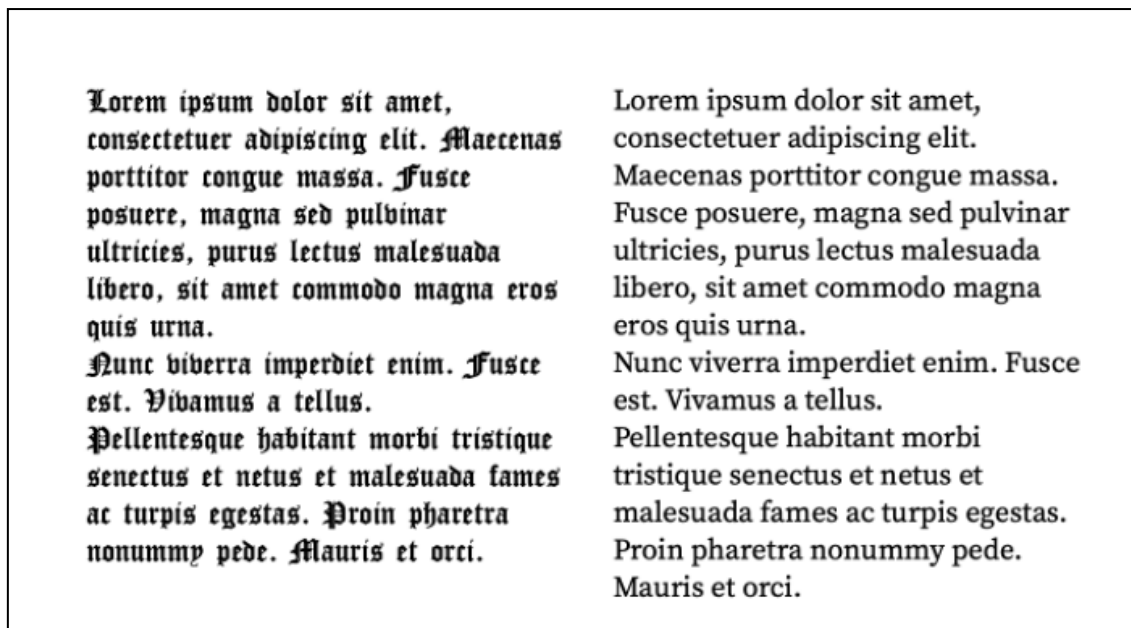 Lorem ipsum dolor sit amet,
consectetuer adipiscing elit. Maecenas
porttitor congue massa. Fusce
posuere, magna sed pulvinar
ultricies, purus lectus malesuada
libero, sit amet commodo magna eros
quis urna.
Nunc viverra imperdiet enim. Fusce
est. Vivamus a tellus.
Pellentesque habitant morbi tristique
senectus et netus et malesuada fames
ac turpis egestas. Proin pharetra
nonummy pede. Mauris et orci.
Lorem ipsum dolor sit amet,
consectetuer adipiscing elit.
Maecenas porttitor congue massa.
Fusce posuere, magna sed pulvinar
ultricies, purus lectus malesuada
libero, sit amet commodo magna
eros quis urna.
Nunc viverra imperdiet enim. Fusce
est. Vivamus a tellus.
Pellentesque habitant morbi
tristique senectus et netus et
malesuada fames ac turpis egestas.
Proin pharetra nonummy pede.
Mauris et orci.